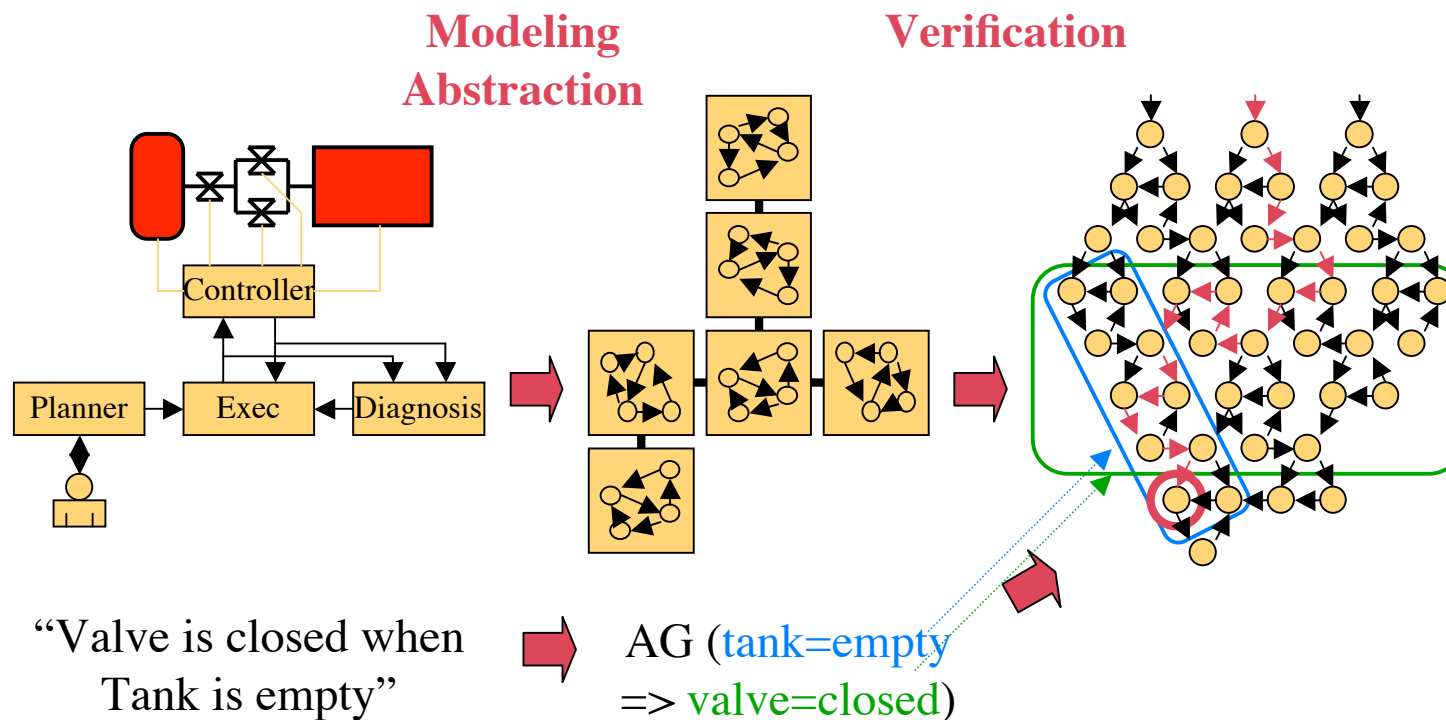 Modeling
Abstraction
Verification
Controller
Planner
Exec
Diagnosis
“Valve is closed when
Tank is empty”
AG (tank=empty
=> valve=closed)